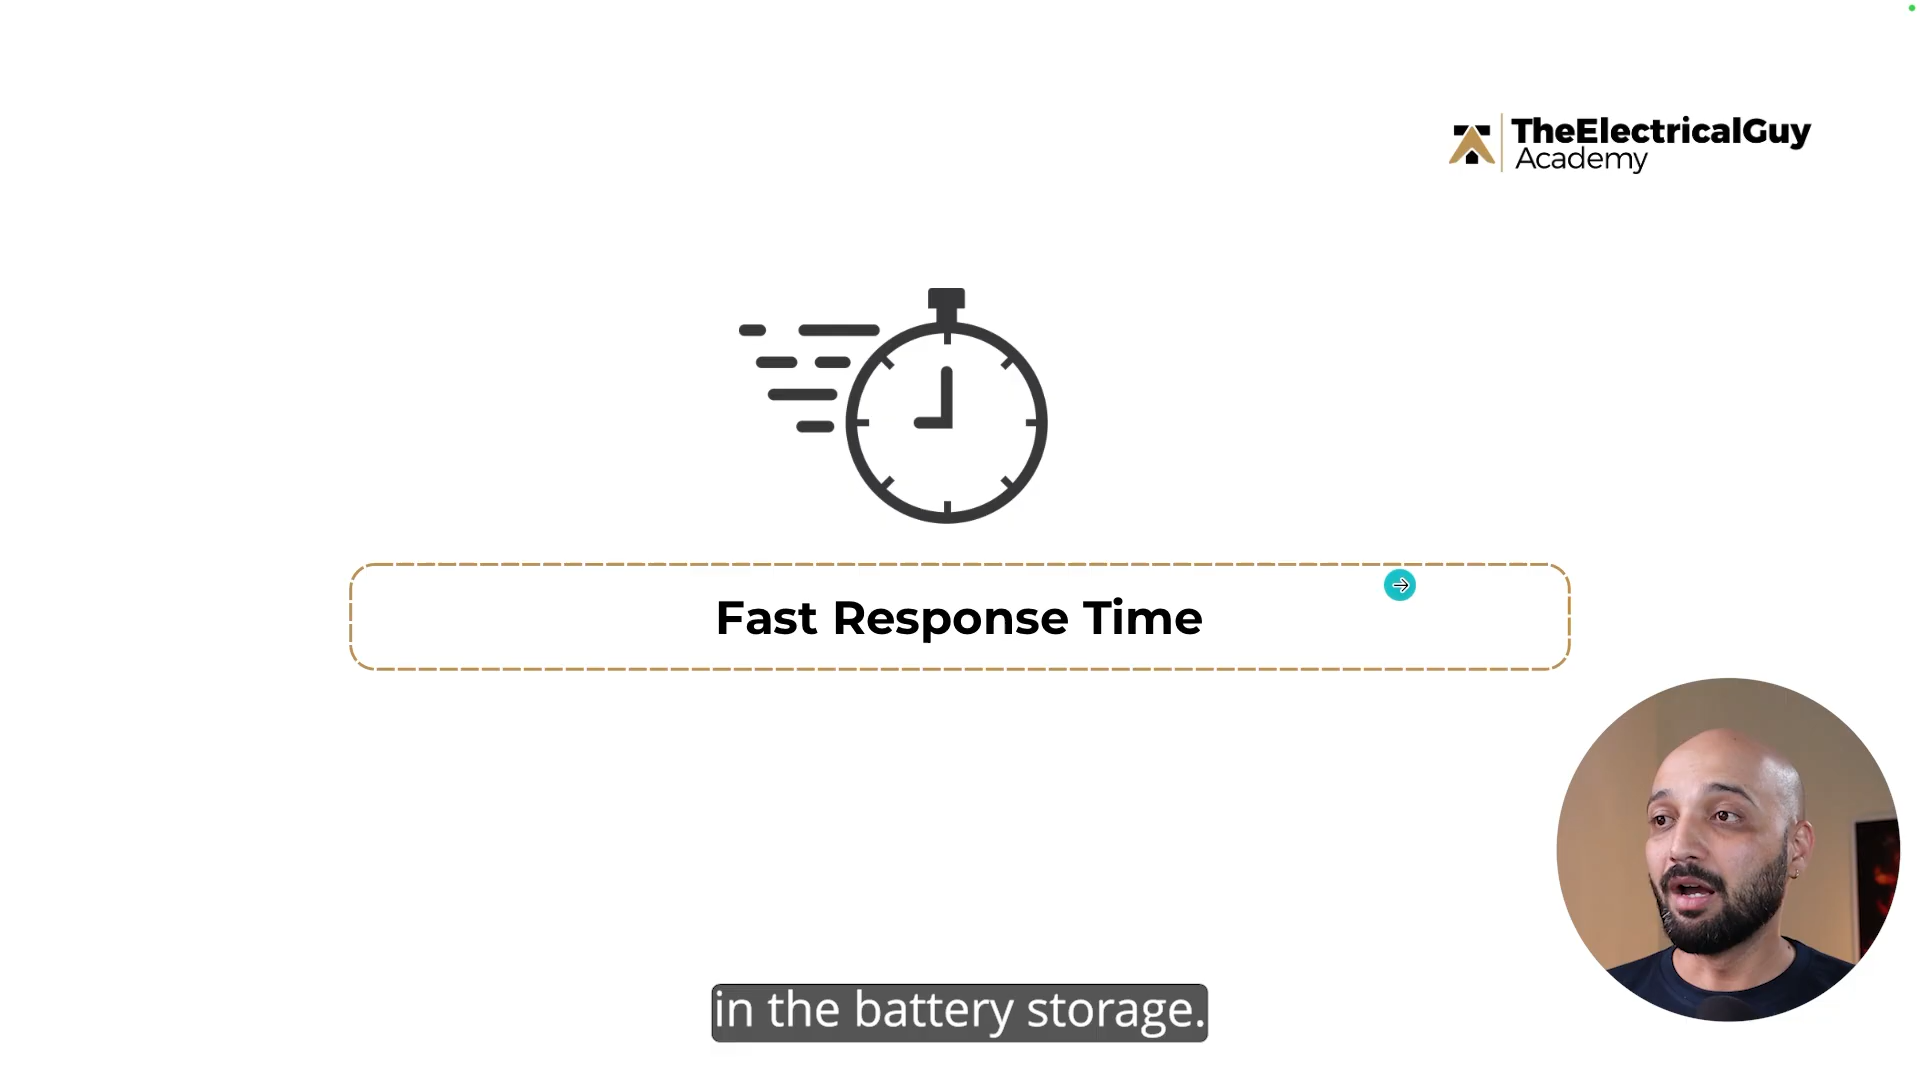 TheElectricalGuy
Academy
Fast Response Time
in the battery storage.